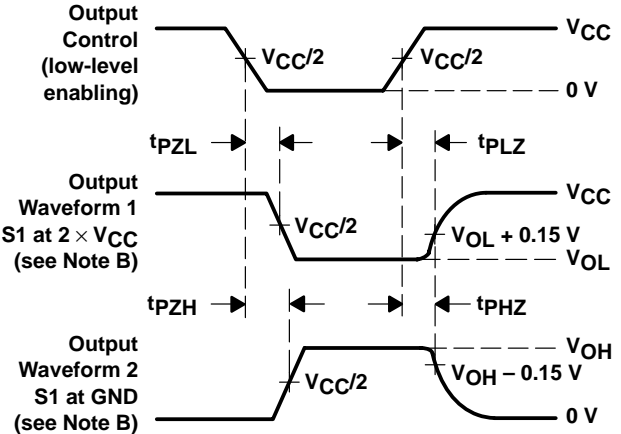 Output
Control
(low-level
enabling)
VCC/2
VCC/2
VCC
0 V
tPZL
tPLZ
Output
Waveform 1
S1 at 2 × VCC
(see Note B)
VCC/2
VCC
VOL + 0.15 V
VOL
tPZH
tPHZ
Output
Waveform 2
S1 at GND
(see Note B)
VCC/2
VOH
VOH – 0.15 V
0 V